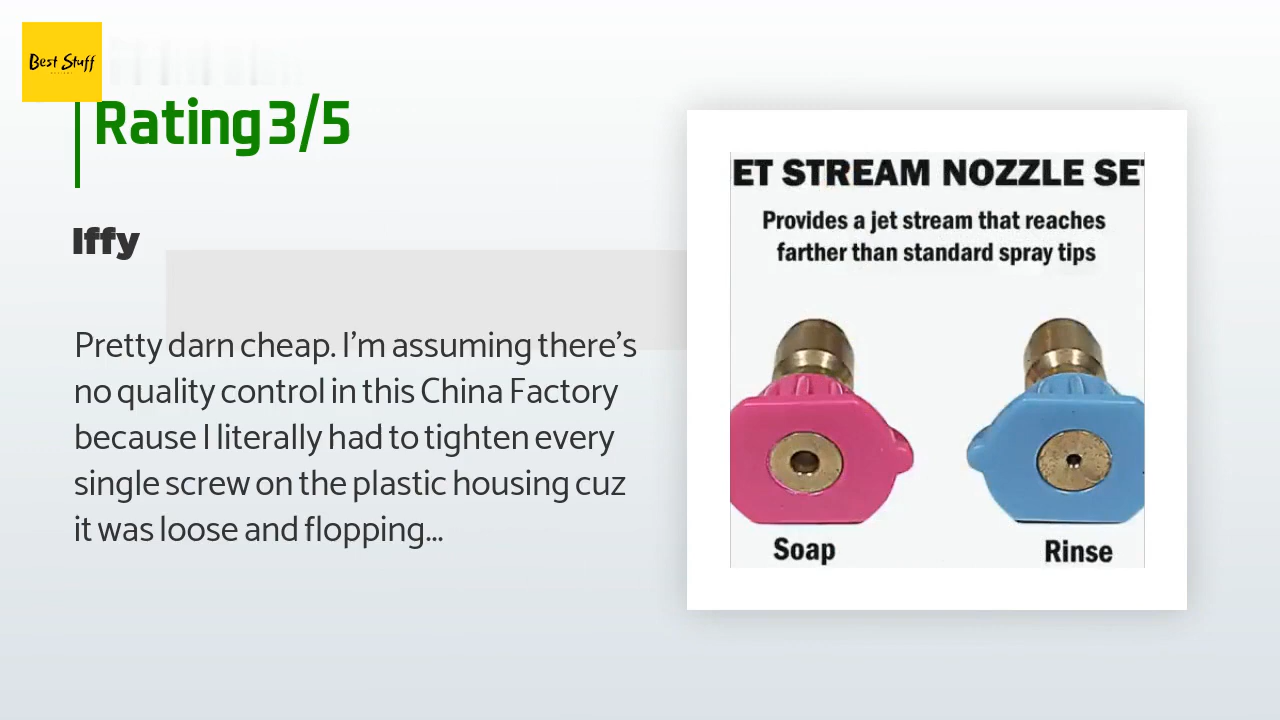 Best Stuff
Rating 3/5
Iffy
Pretty darn cheap. I'm assuming there's
no quality control in this China Factory
because I literally had to tighten every
single screw on the plastic housing cuz
it was loose and flopping...
ET STREAM NOZZLE SET
Provides a jet stream that reaches
farther than standard spray tips
Soap
Rinse